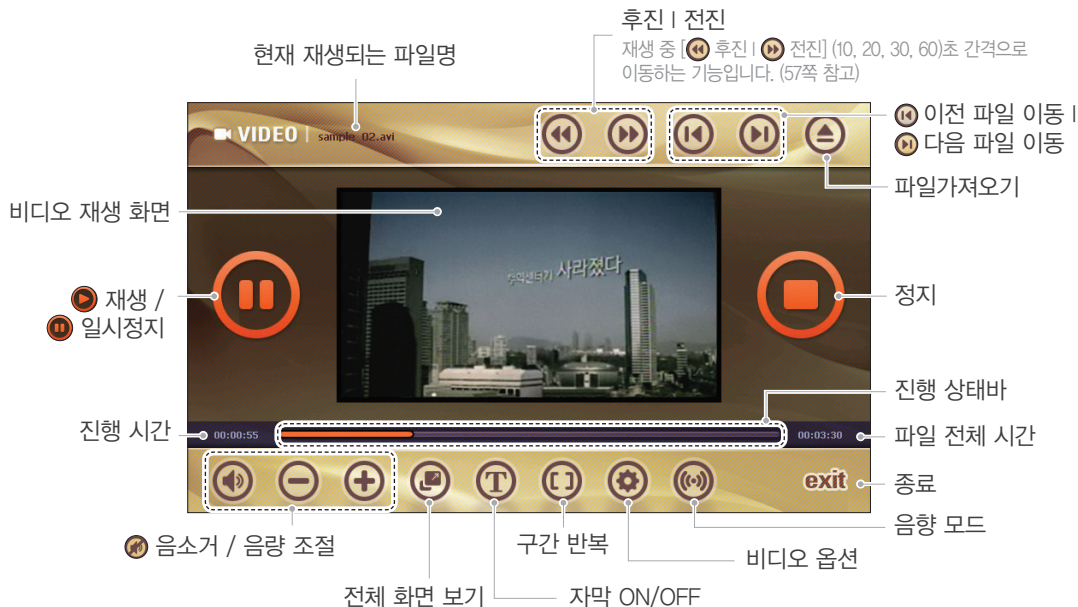 후진 | 전진
재생 중 [후진 | 전진] (10, 20, 30, 60)초 간격으로
이동하는 기능입니다. (57쪽 참고)
현재 재생되는 파일명
VIDEO | sample_02.avi
이전 파일 이동 |
다음 파일 이동
파일가져오기
비디오 재생 화면
사라졌다
재생 /
일시정지
정지
진행 상태바
진행 시간
00:00:55
00:03:30
파일 전체 시간
T
exit
종료
음향 모드
음소거 / 음량 조절
구간 반복
비디오 옵션
전체 화면 보기
자막 ON/OFF